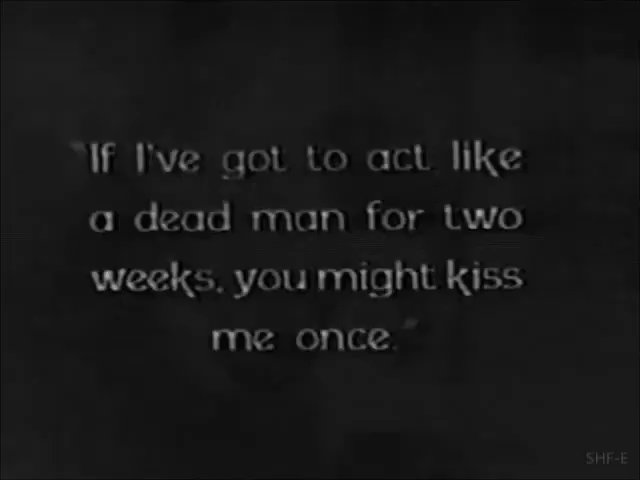 "If I've got to act like
a dead man for two
weeks, you might kiss
me once."
SHF-E